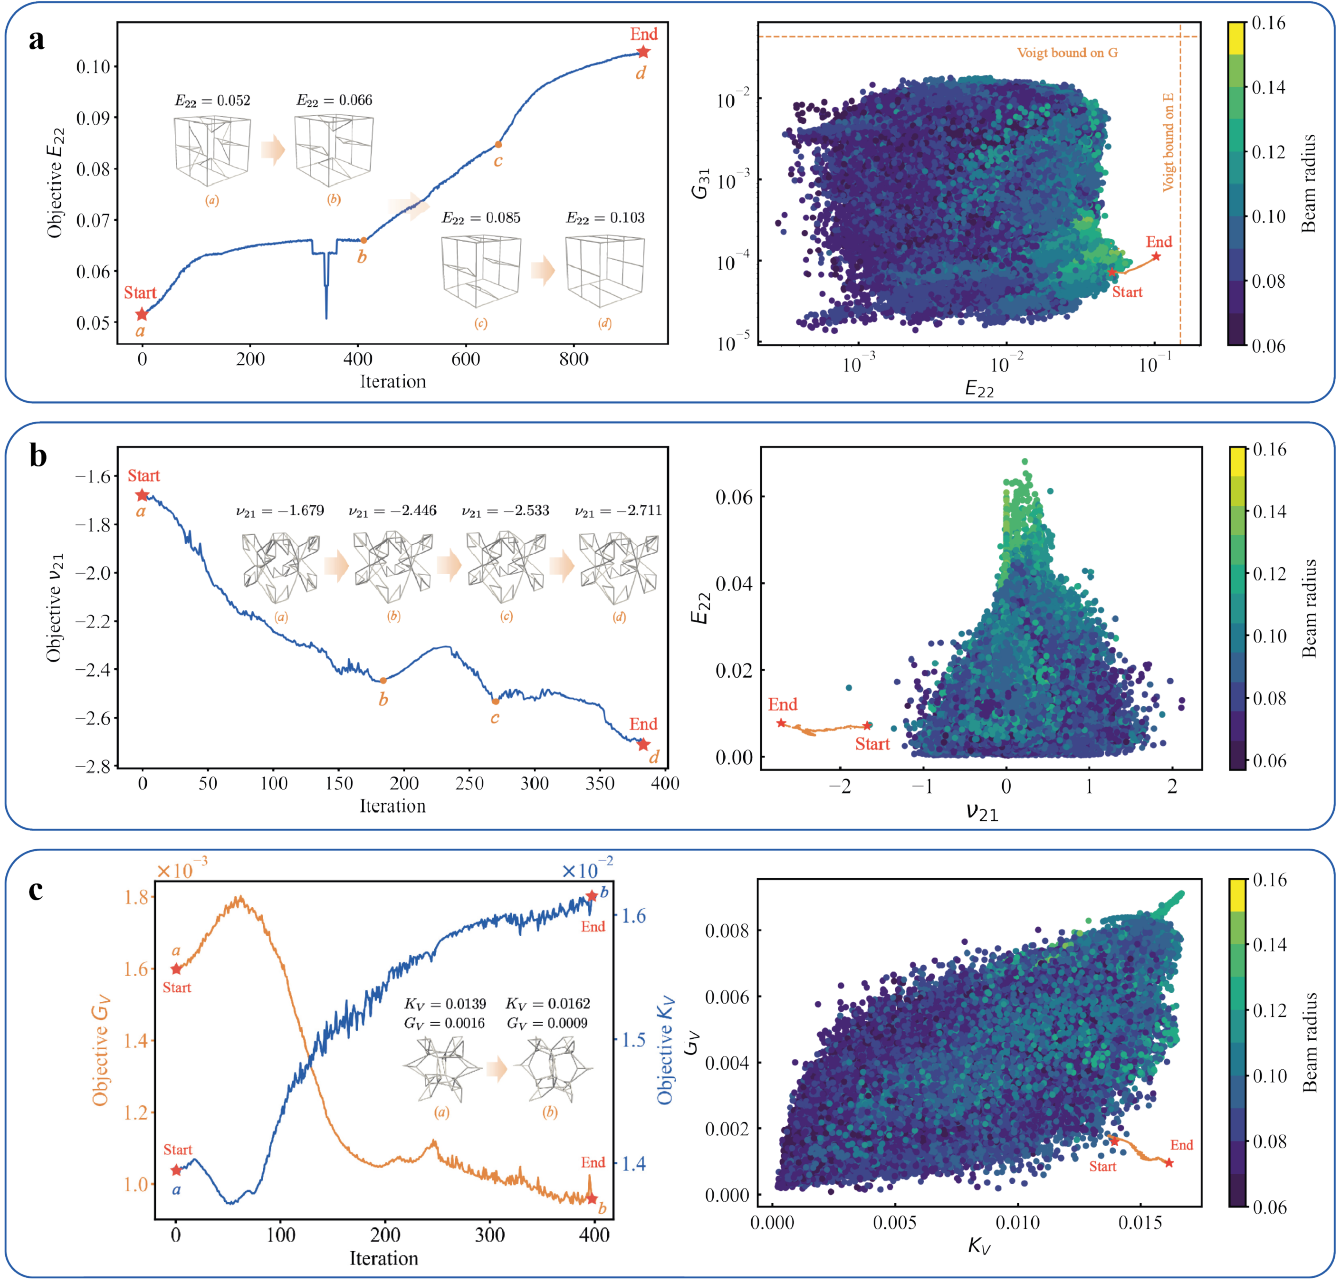 a
Objective E22
0.10
0.09
0.08
0.07
0.06
0.05
0 200 400 600 800
Iteration
Start
a
b
c
End
d
E22 = 0.052
E22 = 0.066
(a)
(b)
E22 = 0.085
E22 = 0.103
(c)
(d)
G31
10−2
10−3
10−4
10−5
10−3 10−2 10−1
E22
Voigt bound on G
Voigt bound on E
Start
End
0.16
0.14
0.12
0.10
0.08
0.06
Beam radius
b
Objective ν21
−1.6
−1.8
−2.0
−2.2
−2.4
−2.6
−2.8
0 50 100 150 200 250 300 350 400
Iteration
Start
a
b
c
End
d
ν21 = −1.679
ν21 = −2.446
ν21 = −2.533
ν21 = −2.711
(a)
(b)
(c)
(d)
E22
0.06
0.04
0.02
0.00
−2 −1 0 1 2
ν21
End
Start
0.16
0.14
0.12
0.10
0.08
0.06
Beam radius
c
×10−3
×10−2
Objective GV
1.8
1.6
1.4
1.2
1.0
0 100 200 300 400
Iteration
1.6
1.5
1.4
Objective KV
a
Start
Start
a
b
End
End
b
KV = 0.0139
GV = 0.0016
KV = 0.0162
GV = 0.0009
(a)
(b)
GV
0.008
0.006
0.004
0.002
0.000
0.000 0.005 0.010 0.015
KV
Start
End
0.16
0.14
0.12
0.10
0.08
0.06
Beam radius